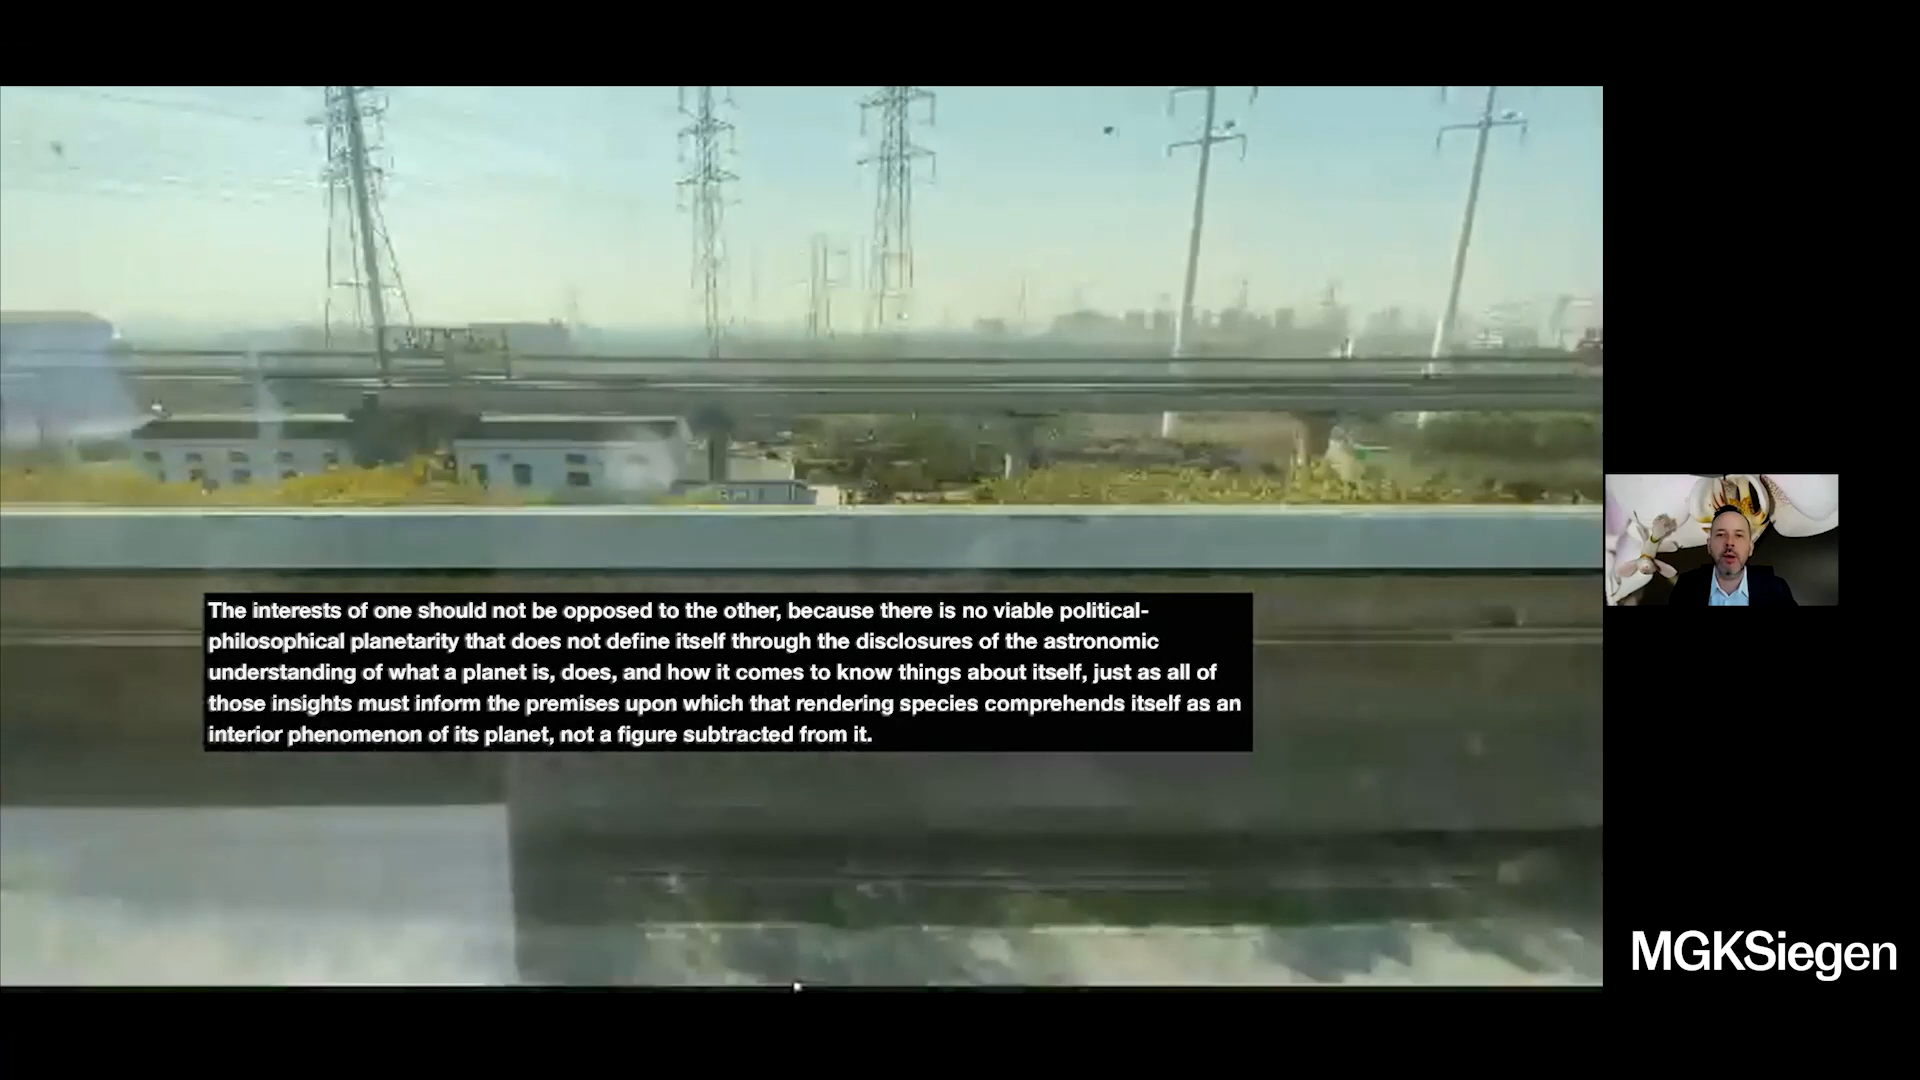 The interests of one should not be opposed to the other, because there is no viable political-
philosophical planetarity that does not define itself through the disclosures of the astronomic
understanding of what a planet is, does, and how it comes to know things about itself, just as all of
those insights must inform the premises upon which that rendering species comprehends itself as an
interior phenomenon of its planet, not a figure subtracted from it.
MGKSiegen